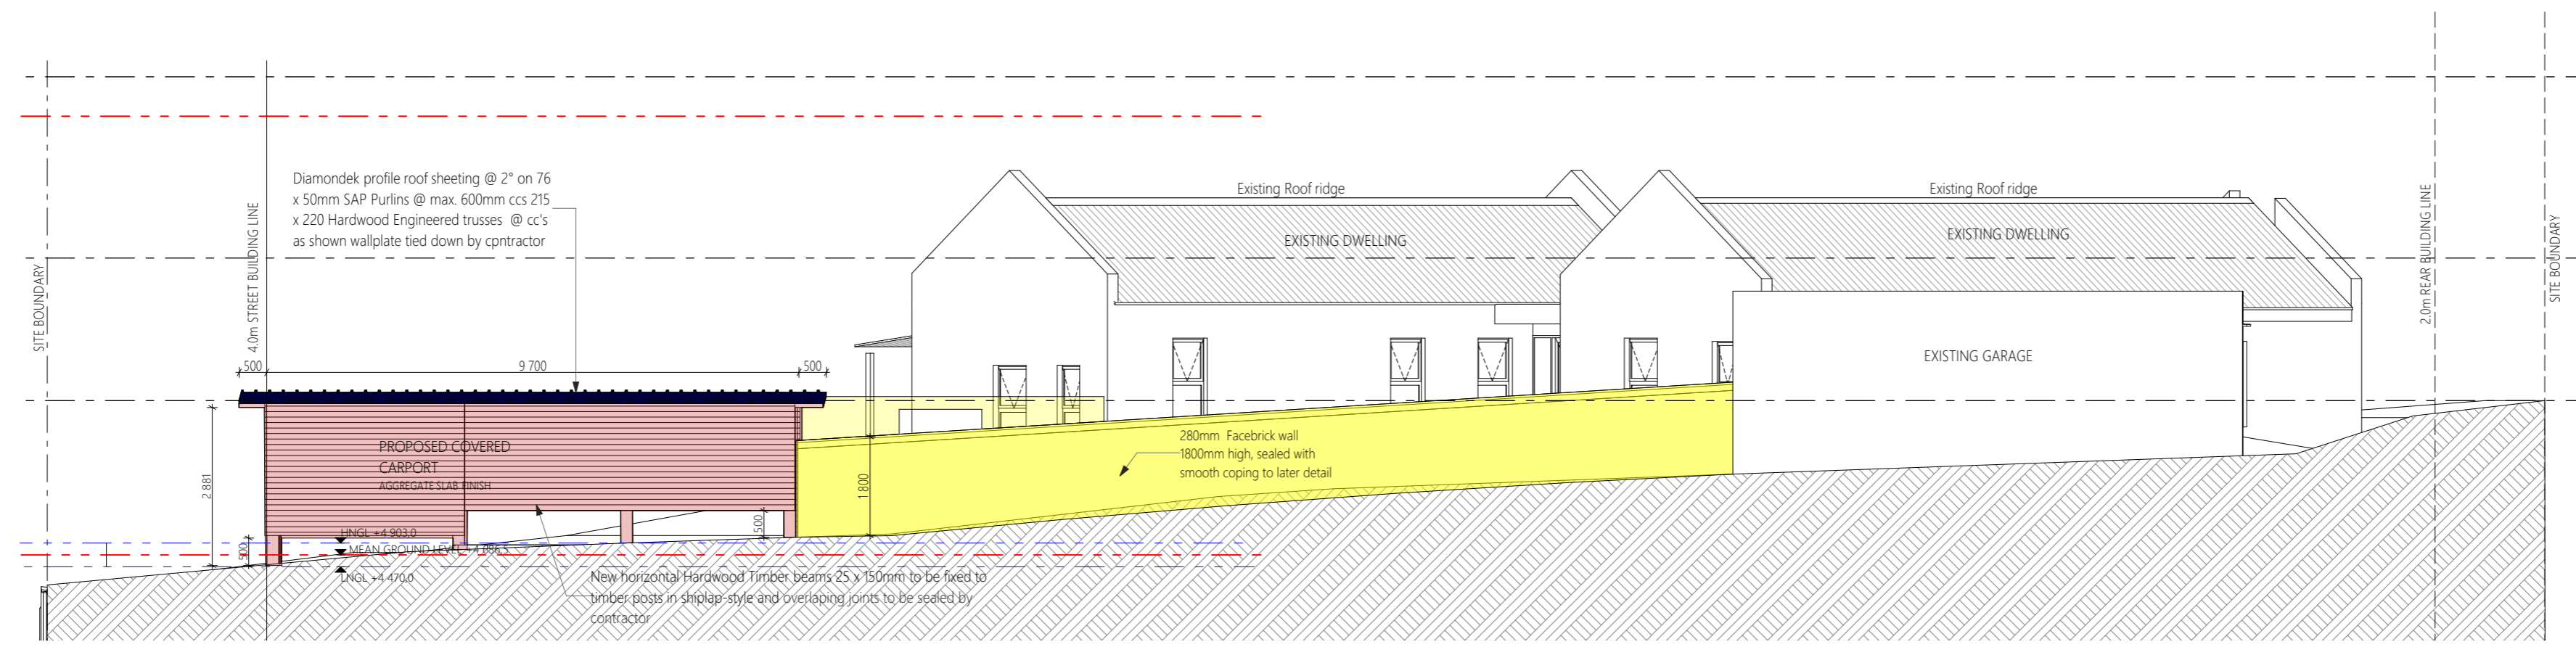 Diamondek profile roof sheeting @ 2° on 76
x 50mm SAP Purlins @ max. 600mm ccs 215
x 220 Hardwood Engineered trusses @ cc's
as shown wallplate tied down by cpntractor
SITE BOUNDARY
4.0m STREET BUILDING LINE
Existing Roof ridge
EXISTING DWELLING
Existing Roof ridge
EXISTING DWELLING
2.0m REAR BUILDING LINE
SITE BOUNDARY
EXISTING GARAGE
500
9 700
500
PROPOSED COVERED
CARPORT
AGGREGATE SLAB FINISH
2 881
500
500
1 800
280mm Facebrick wall
1800mm high, sealed with
smooth coping to later detail
HNGL +4 903,0
MEAN GROUND LEVEL +4 686,5
LNGL +4 470,0
New horizontal Hardwood Timber beams 25 x 150mm to be fixed to
timber posts in shiplap-style and overlaping joints to be sealed by
contractor